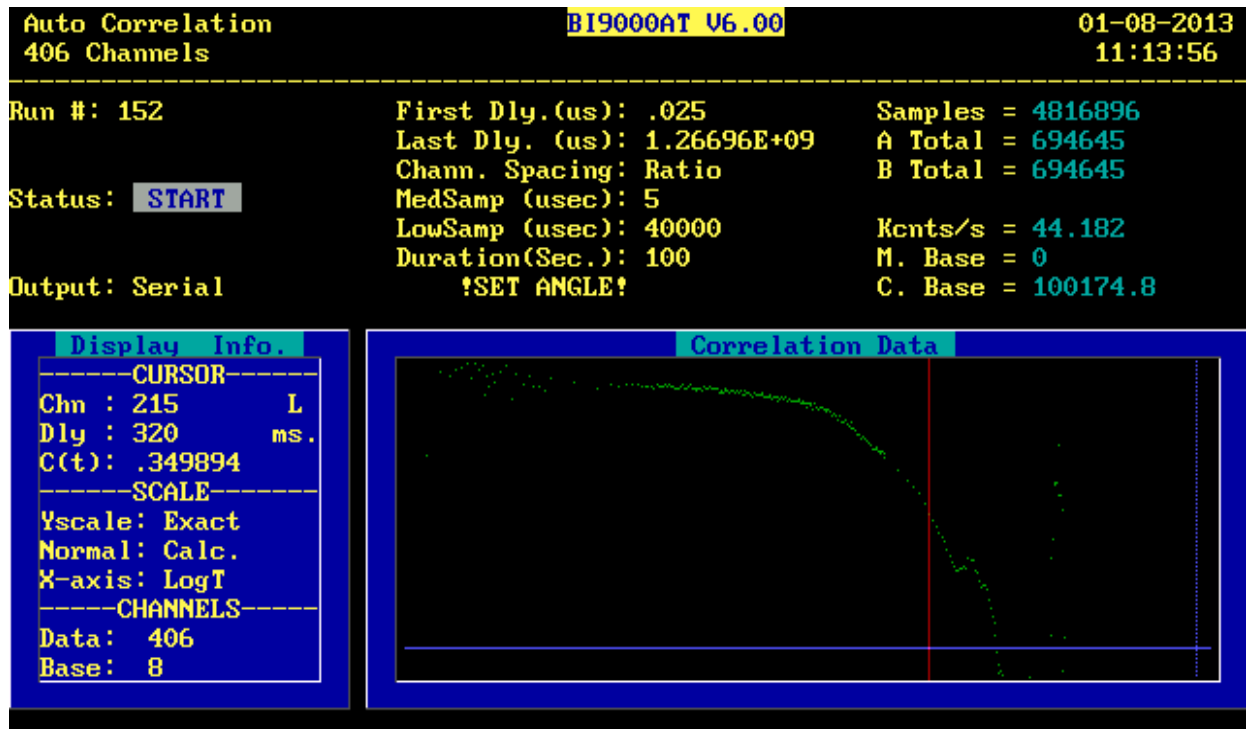 Auto Correlation
BI9000AT V6.00
01-08-2013
406 Channels
11:13:56
Run #: 152
First Dly.(us): .025
Samples = 4816896
Last Dly. (us): 1.26696E+09
A Total = 694645
Chann. Spacing: Ratio
B Total = 694645
Status: START
MedSamp (usec): 5
LowSamp (usec): 40000
Kcnts/s = 44.182
Duration(Sec.): 100
M. Base = 0
Output: Serial
!SET ANGLE!
C. Base = 100174.8
Display Info.
CURSOR
Chn : 215 L
Dly : 320 ms.
C(t): .349894
SCALE
Yscale: Exact
Normal: Calc.
X-axis: LogT
CHANNELS
Data: 406
Base: 8
Correlation Data